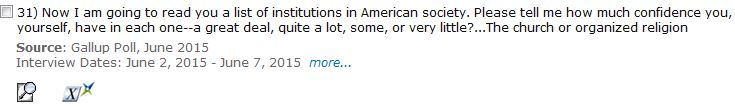 31) Now I am going to read you a list of institutions in American society. Please tell me how much confidence you,
yourself, have in each one--a great deal, quite a lot, some, or very little?...The church or organized religion
Source: Gallup Poll, June 2015
Interview Dates: June 2, 2015 - June 7, 2015 more...
X